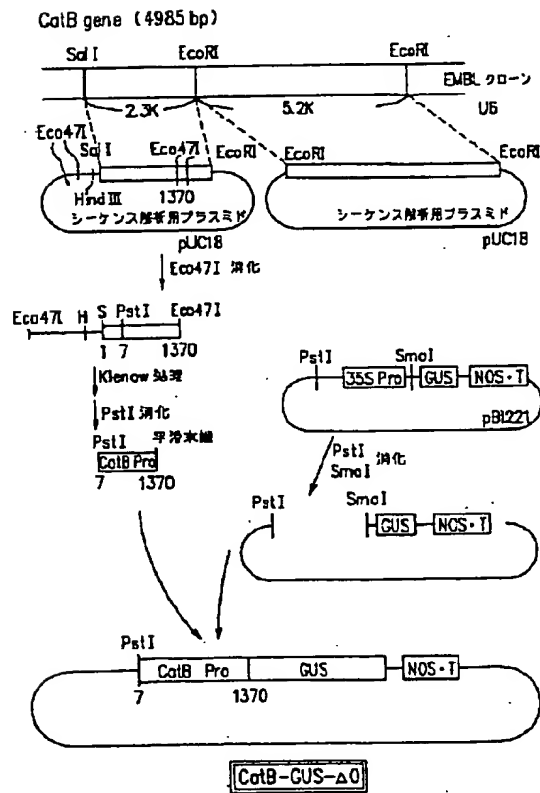 CatB gene (4985 bp)
Sal I EcoRI EcoRI
EMBL クローン
2.3K 5.2K U6
Eco47I Sal I Eco47I EcoRI EcoRI EcoRI
Hind III 1370
シーケンス解析用プラスミド シーケンス解析用プラスミド
pUC18 pUC18
Eco47I 消化
Eco47I H S PstI Eco47I
1 7 1370
Klenow 処理
PstI 消化
PstI 平滑末端
CatB Pro
7 1370
PstI SmaI
35S Pro GUS NOS・T
pBI221
PstI
SmaI 消化
PstI SmaI
GUS NOS・T
PstI
CatB Pro GUS NOS・T
7 1370
CatB-GUS-Δ0